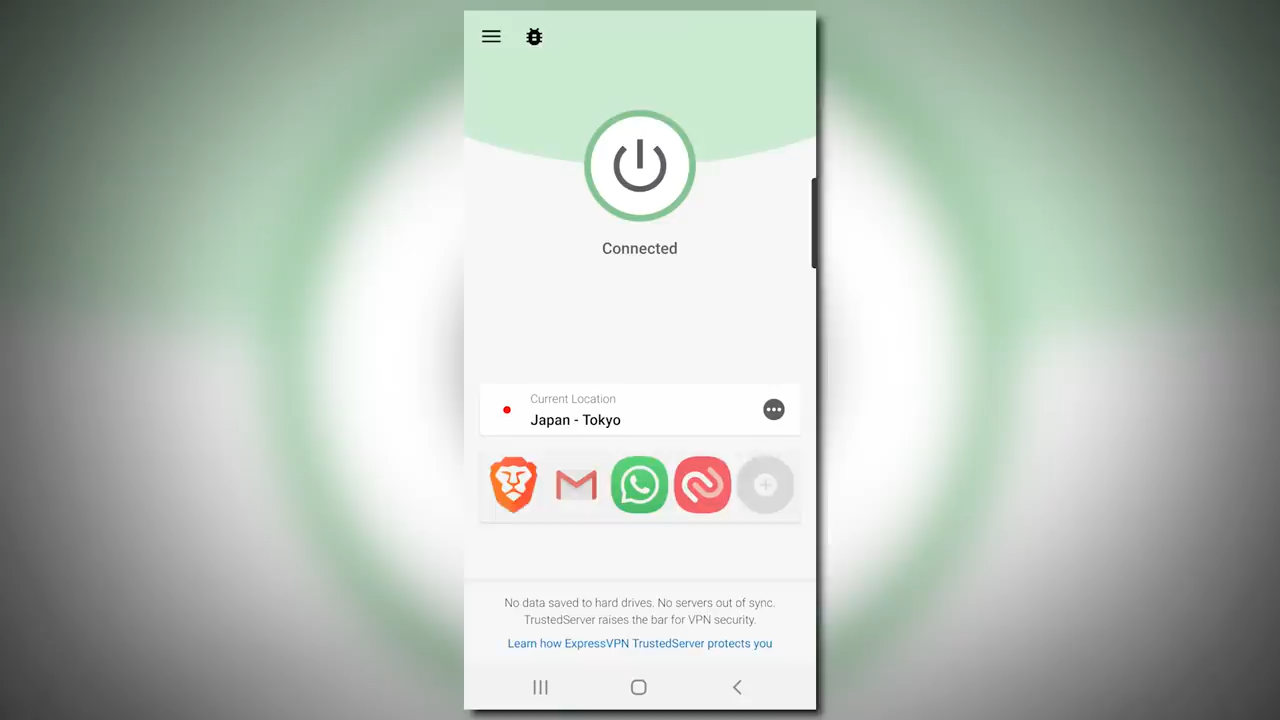 Connected
Current Location
Japan - Tokyo
No data saved to hard drives. No servers out of sync.
TrustedServer raises the bar for VPN security.
Learn how ExpressVPN TrustedServer protects you